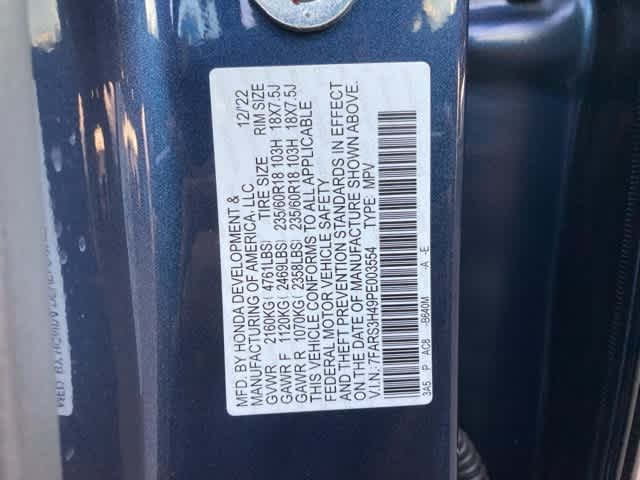 MFD. BY HONDA DEVELOPMENT & 12/'22
MANUFACTURING OF AMERICA, LLC.
TIRE SIZE RIM SIZE
GVWR 2160KG(4761LBS)
GAWR F 1120KG(2469LBS) 235/60R18 103H 18X7.5J
GAWR R 1070KG(2358LBS) 235/60R18 103H 18X7.5J
THIS VEHICLE CONFORMS TO ALL APPLICABLE
FEDERAL MOTOR VEHICLE SAFETY
AND THEFT PREVENTION STANDARDS IN EFFECT
ON THE DATE OF MANUFACTURE SHOWN ABOVE.
V.I.N.: 7FARS3H49PE003554 TYPE: MPV
3A5 P AC8 -B640M -A -E